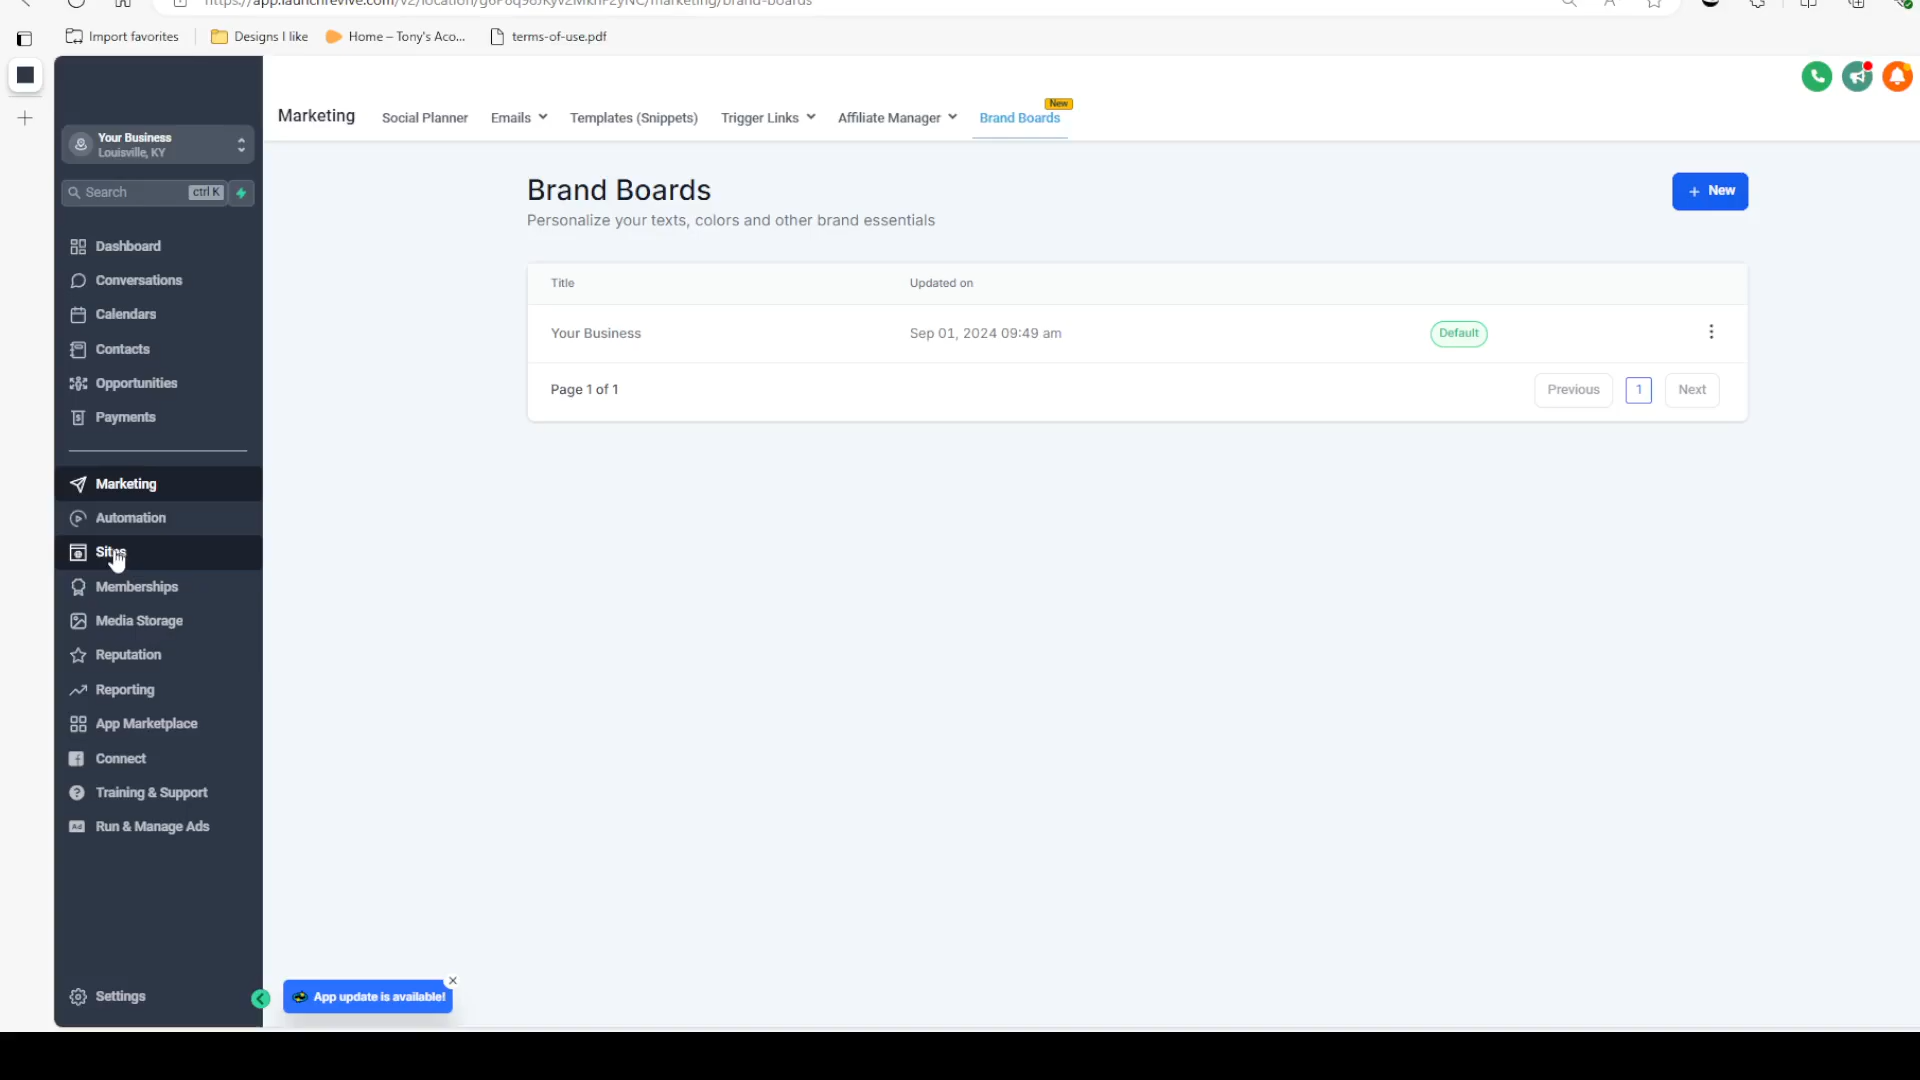 Import favorites
Designs I like
Home – Tony's Aco...
terms-of-use.pdf
Your Business
Louisville, KY
Search
ctrl K
Dashboard
Conversations
Calendars
Contacts
Opportunities
Payments
Marketing
Automation
Sites
Memberships
Media Storage
Reputation
Reporting
App Marketplace
Connect
Training & Support
Run & Manage Ads
Settings
Marketing
Social Planner
Emails
Templates (Snippets)
Trigger Links
Affiliate Manager
Brand Boards
New
Brand Boards
Personalize your texts, colors and other brand essentials
+ New
Title
Updated on
Your Business
Sep 01, 2024 09:49 am
Default
Page 1 of 1
Previous
1
Next
App update is available!